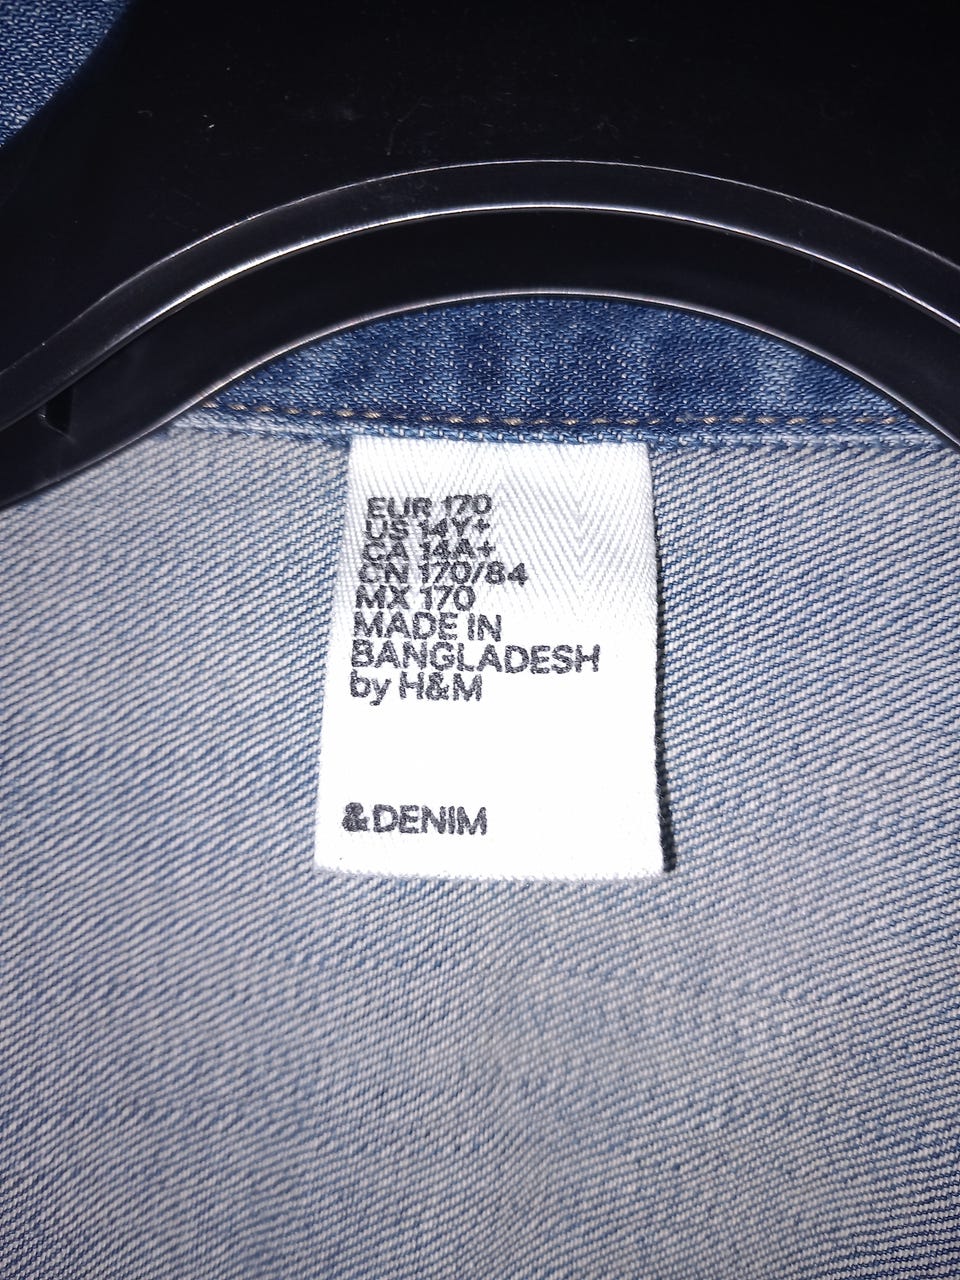 EUR 170
US 14Y+
CA 14A+
CN 170/84
MX 170
MADE IN
BANGLADESH
by H&M
&DENIM